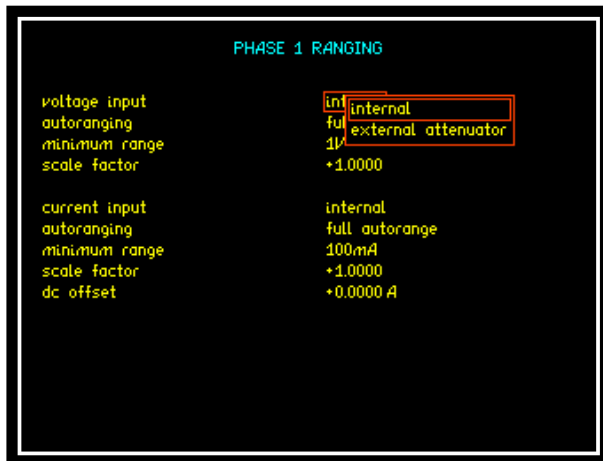 PHASE 1 RANGING
voltage input int
internal
autoranging ful
external attenuator
minimum range 1V
scale factor +1.0000
current input internal
autoranging full autorange
minimum range 100mA
scale factor +1.0000
dc offset +0.0000 A